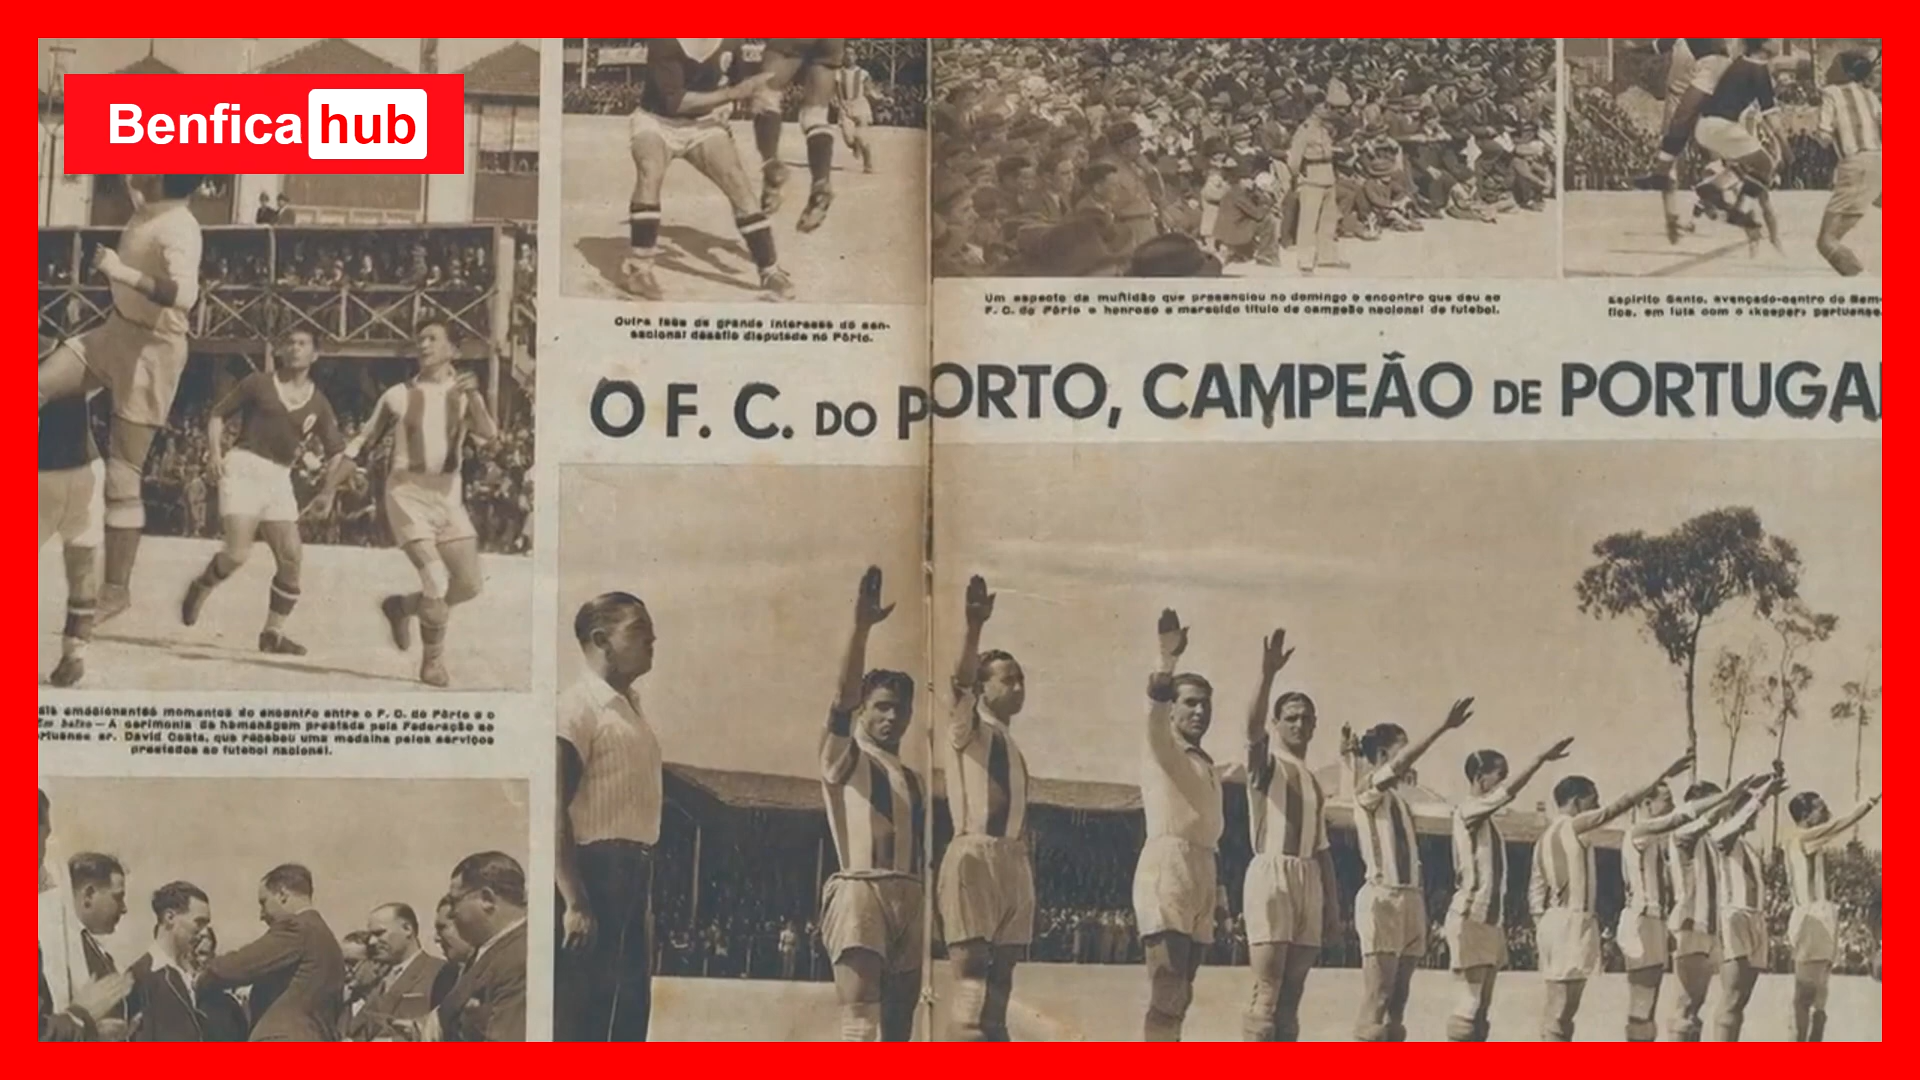 Benfica hub
Outra fase de grande interesse do sen-
sacional desafio disputado no Pôrto.
Um aspecto da multidão que presenciou no domingo o encontro que deu ao
F. C. do Pôrto o honroso e merecido título de campeão nacional de futebol.
Espírito Santo, avançado-centro do Bem-
fica, em luta com o «keeper» portuense.
O F. C. DO PORTO, CAMPEÃO DE PORTUGAL
emocionantes momentos do encontro entre o F. C. do Pôrto e o
Em baixo — A cerimonia da homenagem prestada pela Federação ao
rtuense sr. David Costa, que recebeu uma medalha pelos serviços
prestados ao futebol nacional.